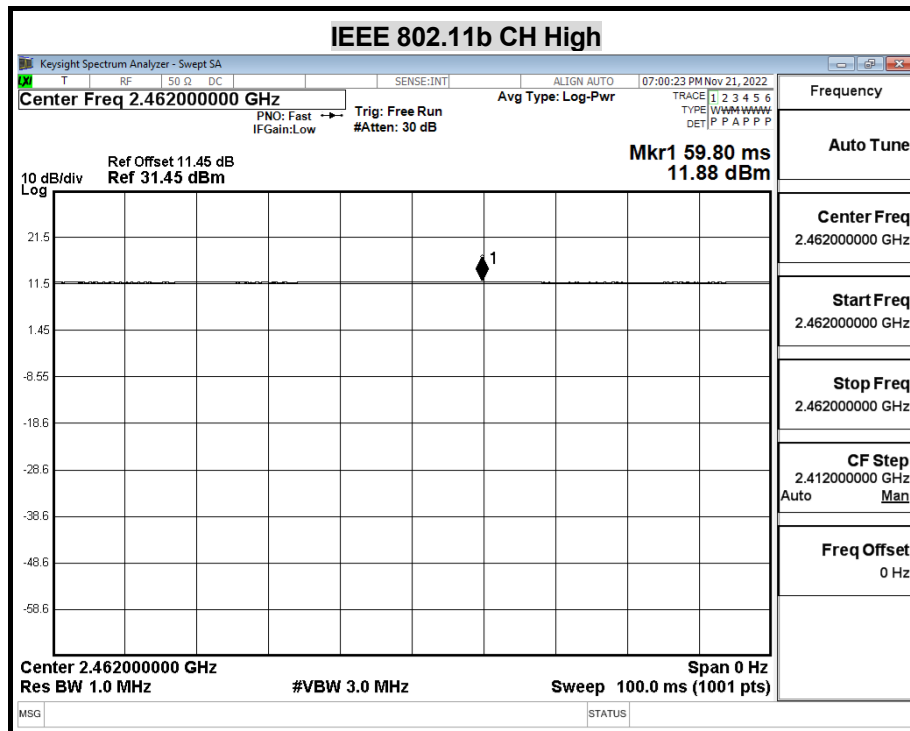 IEEE 802.11b CH High
Keysight Spectrum Analyzer - Swept SA
LXI T RF 50 Ω DC SENSE:INT ALIGN AUTO 07:00:23 PM Nov 21, 2022
Center Freq 2.462000000 GHz
PNO: Fast
IFGain:Low
Trig: Free Run
#Atten: 30 dB
Avg Type: Log-Pwr
TRACE 1 2 3 4 5 6
TYPE W W M W W W W
DET P P A P P P
Mkr1 59.80 ms
11.88 dBm
Ref Offset 11.45 dB
10 dB/div Ref 31.45 dBm
Log
21.5
11.5
1.45
-8.55
-18.6
-28.6
-38.6
-48.6
-58.6
1
Center 2.462000000 GHz
Span 0 Hz
Res BW 1.0 MHz
#VBW 3.0 MHz
Sweep 100.0 ms (1001 pts)
MSG
STATUS
Frequency
Auto Tune
Center Freq
2.462000000 GHz
Start Freq
2.462000000 GHz
Stop Freq
2.462000000 GHz
CF Step
2.412000000 GHz
Auto Man
Freq Offset
0 Hz